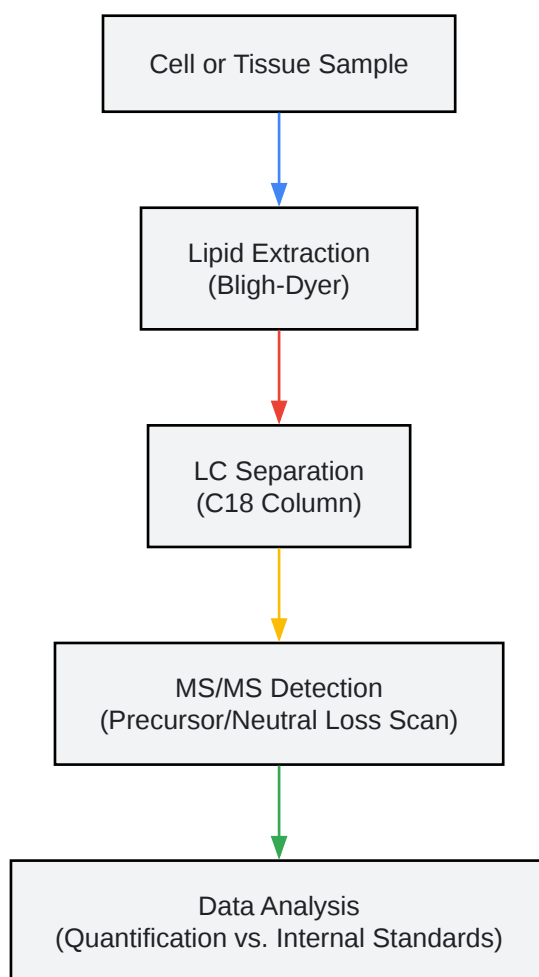 Cell or Tissue Sample
Lipid Extraction
(Bligh-Dyer)
LC Separation
(C18 Column)
MS/MS Detection
(Precursor/Neutral Loss Scan)
Data Analysis
(Quantification vs. Internal Standards)